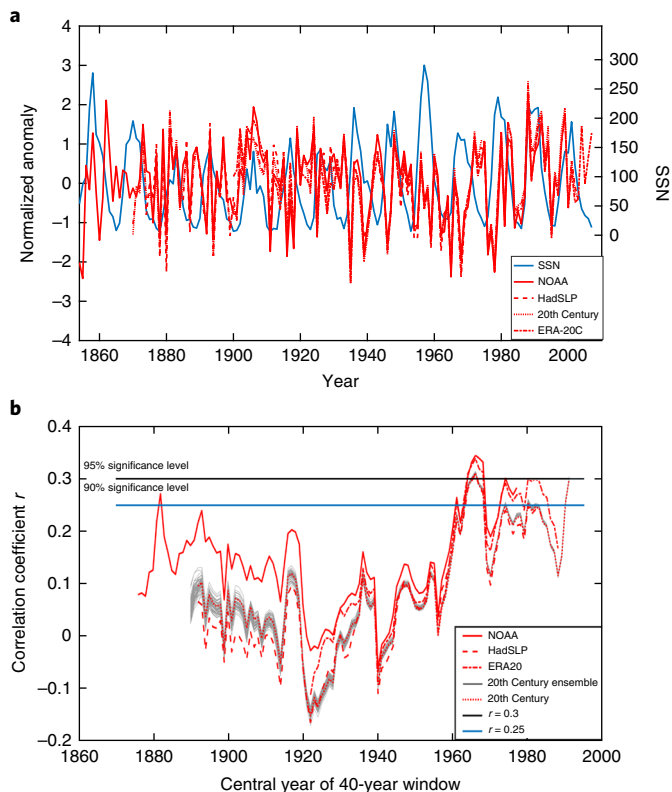 a
4
3
2
1
0
−1
−2
−3
−4
Normalized anomaly
300
250
200
150
100
50
0
SSN
SSN
NOAA
HadSLP
20th Century
ERA-20C
1860
1880
1900
1920
1940
1960
1980
2000
Year
b
0.4
0.3
0.2
0.1
0
−0.1
−0.2
Correlation coefficient r
95% significance level
90% significance level
NOAA
HadSLP
ERA20
20th Century ensemble
20th Century
r = 0.3
r = 0.25
1860
1880
1900
1920
1940
1960
1980
2000
Central year of 40-year window